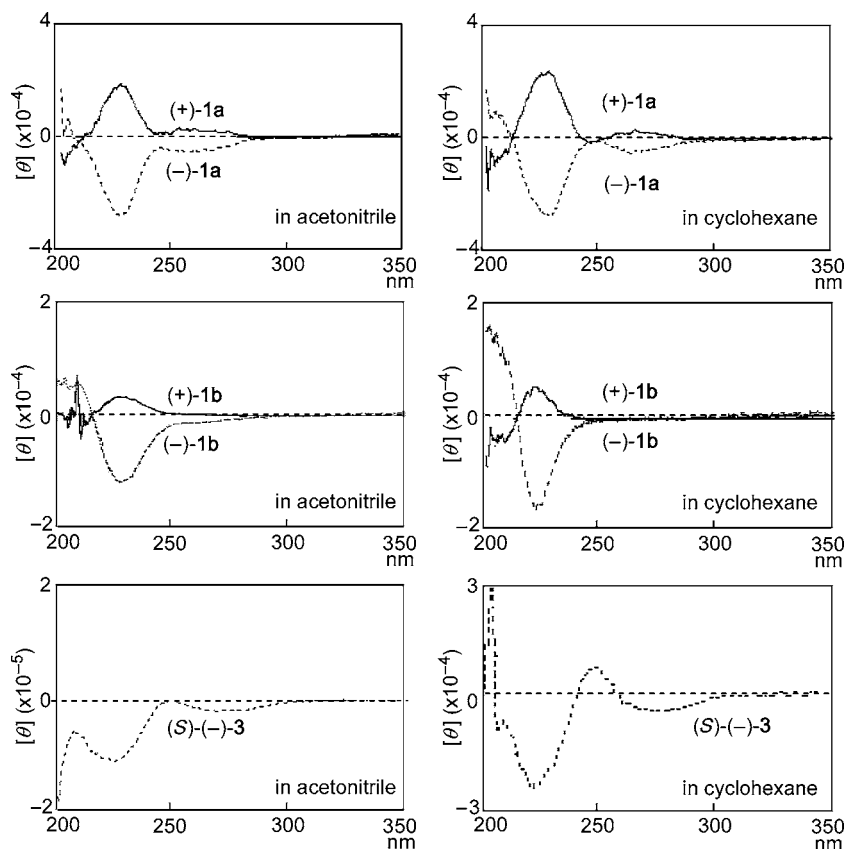 4
[θ] (x10⁻⁴)
0
−4
(+)-1a
(−)-1a
in acetonitrile
200 250 300 350
nm
4
[θ] (x10⁻⁴)
0
−4
(+)-1a
(−)-1a
in cyclohexane
200 250 300 350
nm
2
[θ] (x10⁻⁴)
0
−2
(+)-1b
(−)-1b
in acetonitrile
200 250 300 350
nm
2
[θ] (x10⁻⁴)
0
−2
(+)-1b
(−)-1b
in cyclohexane
200 250 300 350
nm
2
[θ] (x10⁻⁵)
0
−2
(S)-(−)-3
in acetonitrile
200 250 300 350
nm
3
[θ] (x10⁻⁴)
0
−3
(S)-(−)-3
in cyclohexane
200 250 300 350
nm